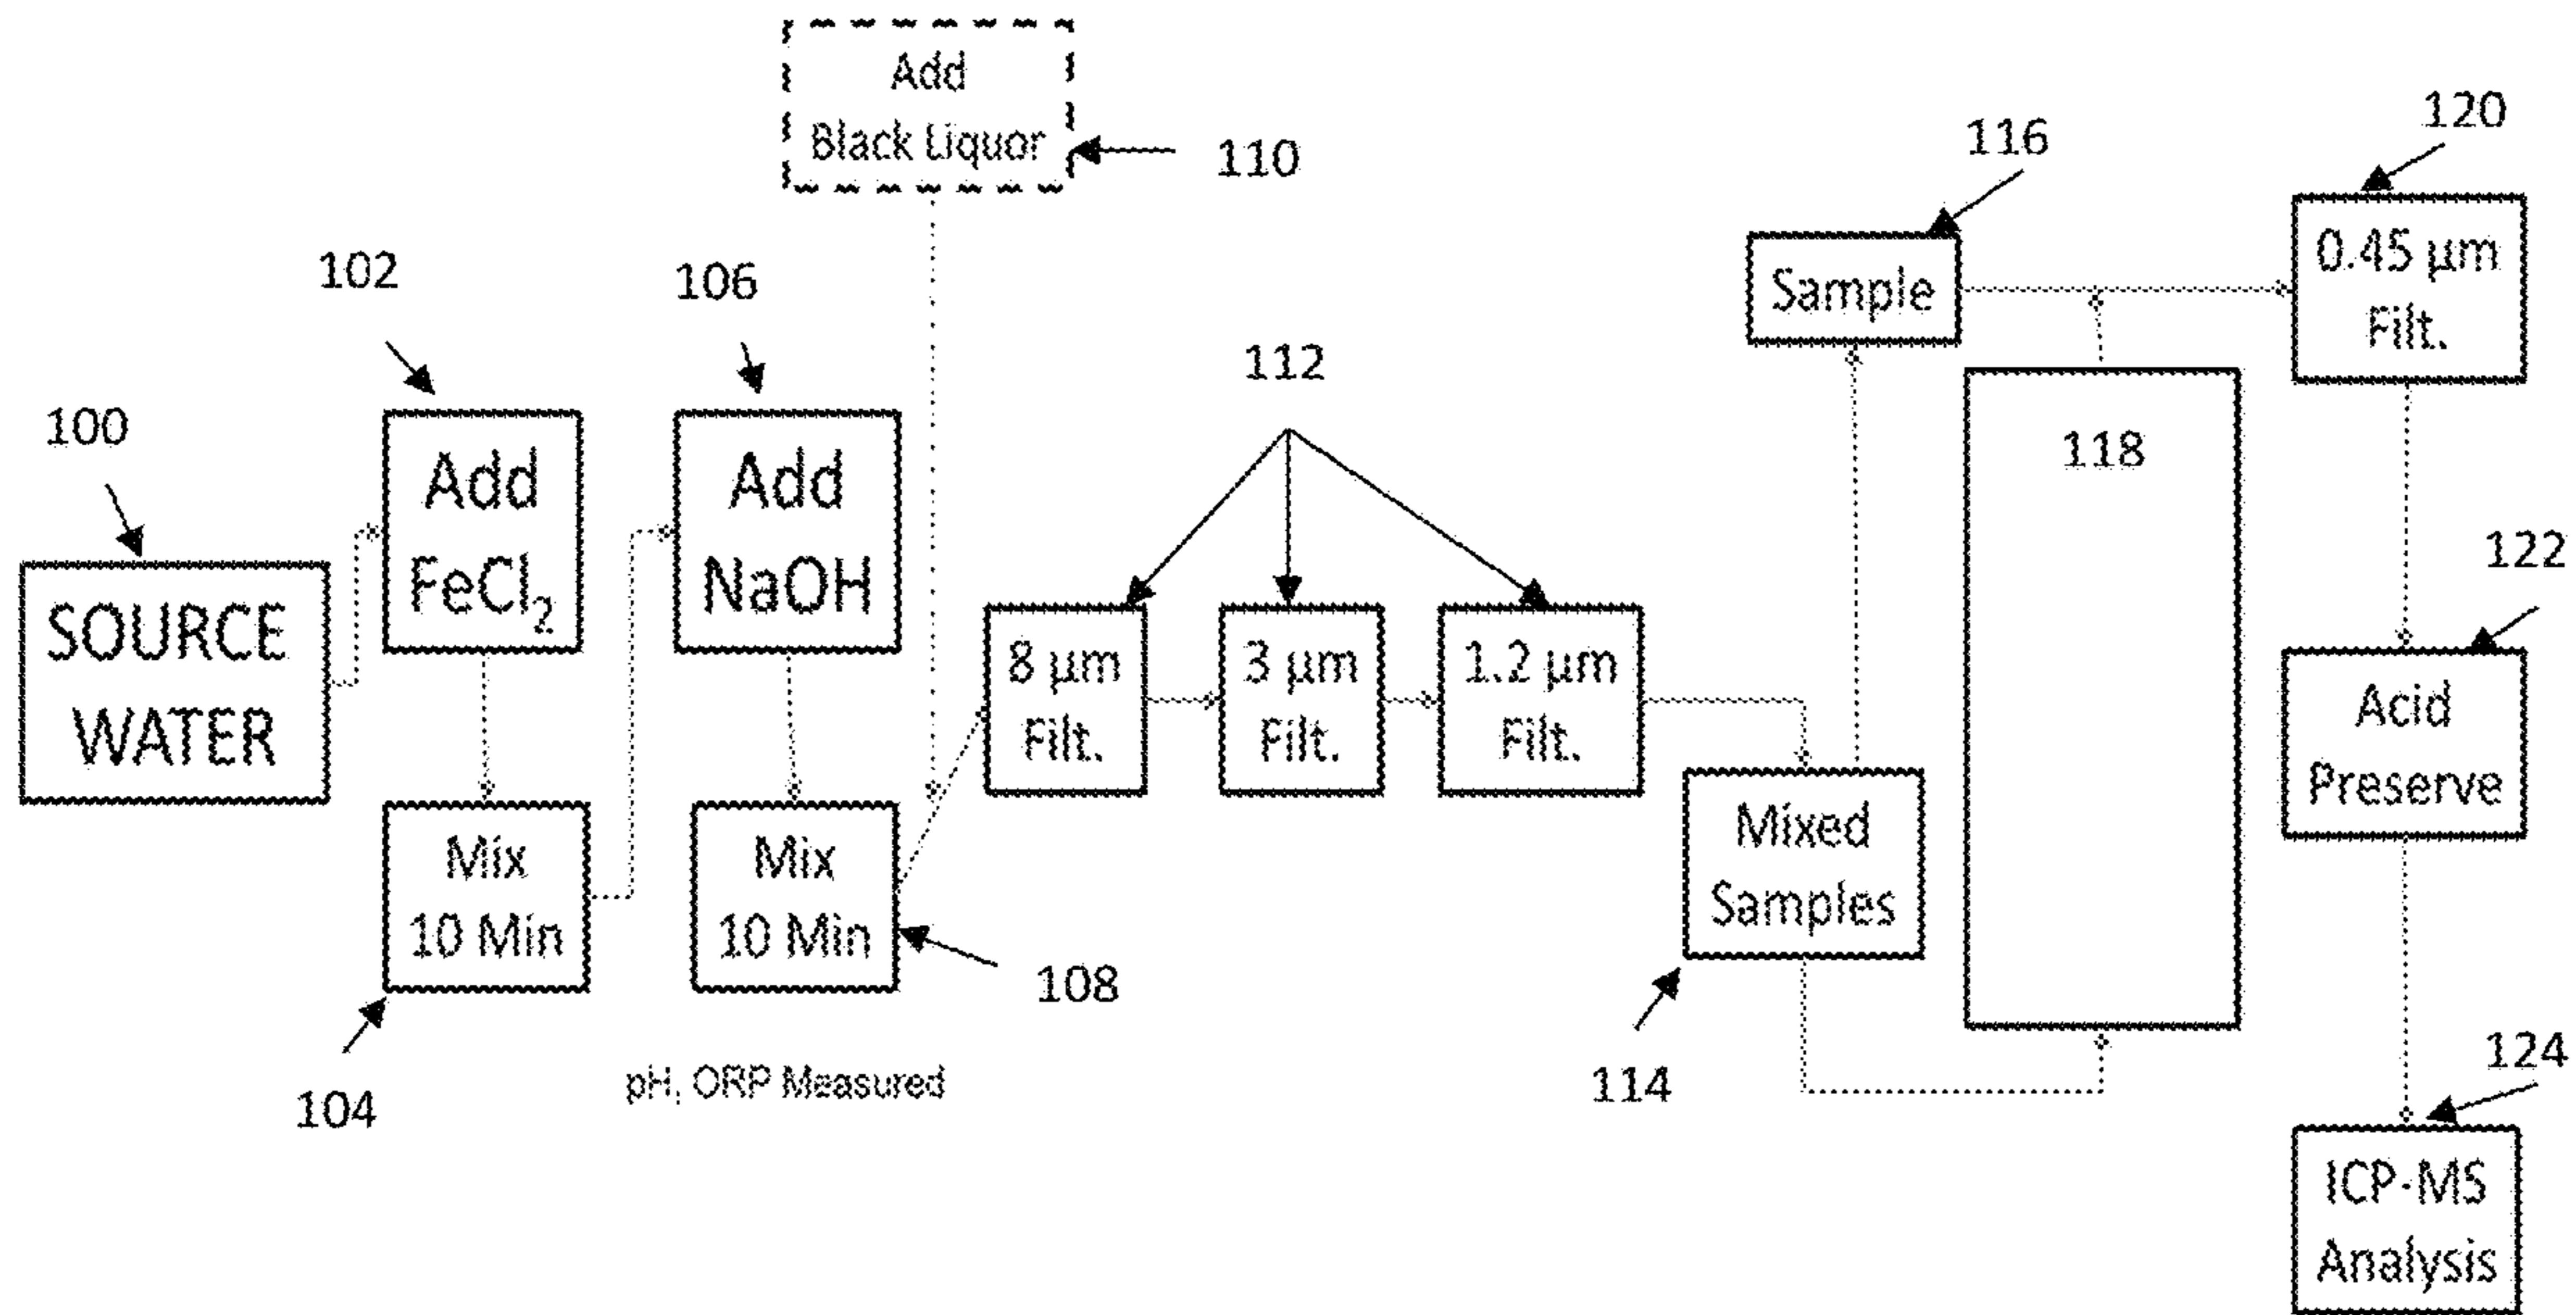 Add
Black Liquor
110
116
120
102
106
Sample
0.45 µm
Filt.
112
100
Add
FeCl₂
Add
NaOH
118
122
SOURCE
WATER
8 µm
Filt.
3 µm
Filt.
1.2 µm
Filt.
Acid
Preserve
Mix
10 Min
Mix
10 Min
Mixed
Samples
108
104
pH, ORP Measured
114
124
ICP-MS
Analysis